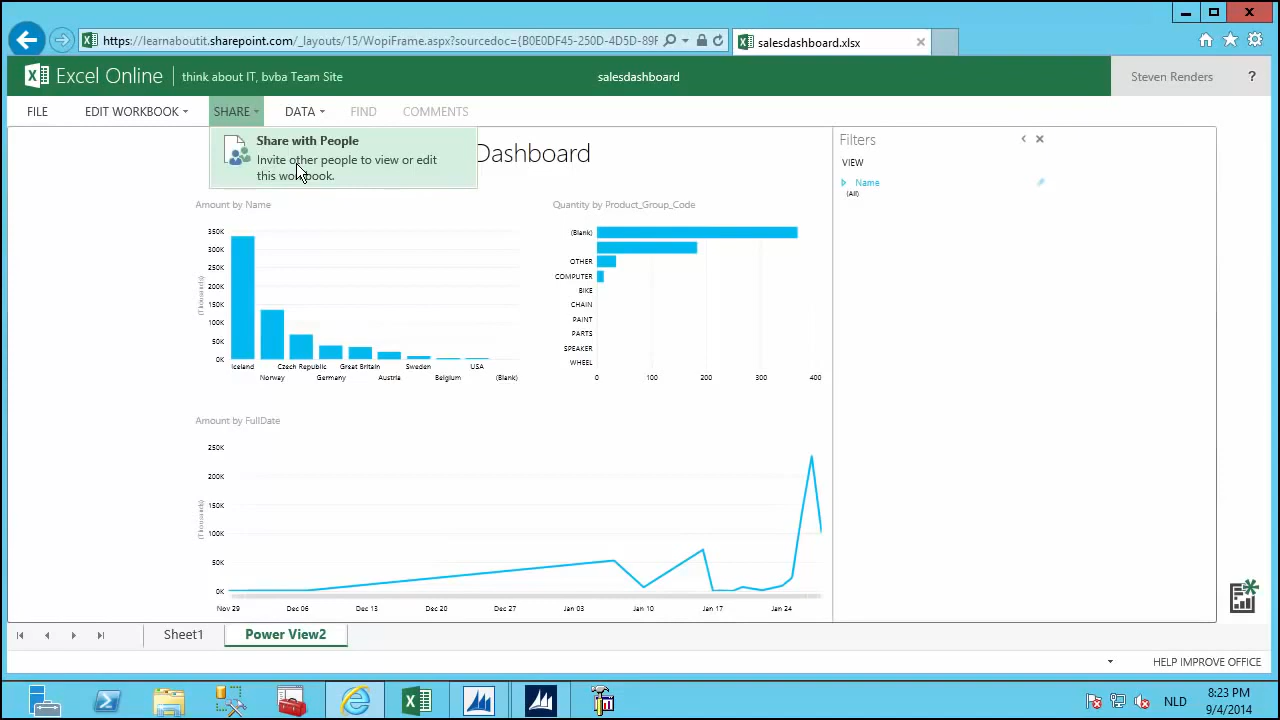 https://learnaboutit.sharepoint.com/_layouts/15/WopiFrame.aspx?sourcedoc={B0E0DF45-250D-4D5D-89F
salesdashboard.xlsx
Excel Online
think about IT, bvba Team Site
salesdashboard
Steven Renders
?
FILE
EDIT WORKBOOK
SHARE
DATA
FIND
COMMENTS
Share with People
Invite other people to view or edit
this workbook.
Dashboard
Filters
VIEW
Name
(All)
Amount by Name
350K
300K
250K
200K
150K
100K
50K
0K
(Thousands)
Iceland
Norway
Czech Republic
Germany
Great Britain
Austria
Sweden
Belgium
USA
(Blank)
Quantity by Product_Group_Code
(Blank)
OTHER
COMPUTER
BIKE
CHAIN
PAINT
PARTS
SPEAKER
WHEEL
0 100 200 300 400
Amount by FullDate
250K
200K
150K
100K
50K
0K
(Thousands)
Nov 29 Dec 06 Dec 13 Dec 20 Dec 27 Jan 03 Jan 10 Jan 17 Jan 24
Sheet1
Power View2
HELP IMPROVE OFFICE
NLD
8:23 PM
9/4/2014